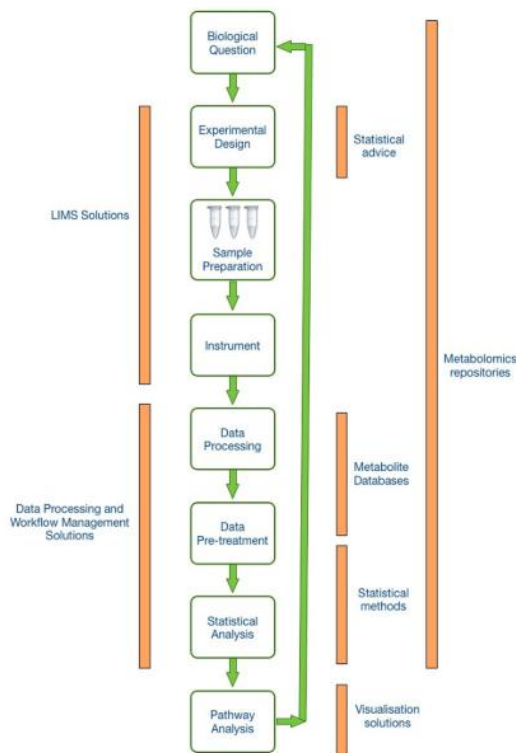 Biological
Question
Experimental
Design
Statistical
advice
LIMS Solutions
Sample
Preparation
Instrument
Metabolomics
repositories
Data
Processing
Metabolite
Databases
Data Processing and
Workflow Management
Solutions
Data
Pre-treatment
Statistical
Analysis
Statistical
methods
Pathway
Analysis
Visualisation
solutions